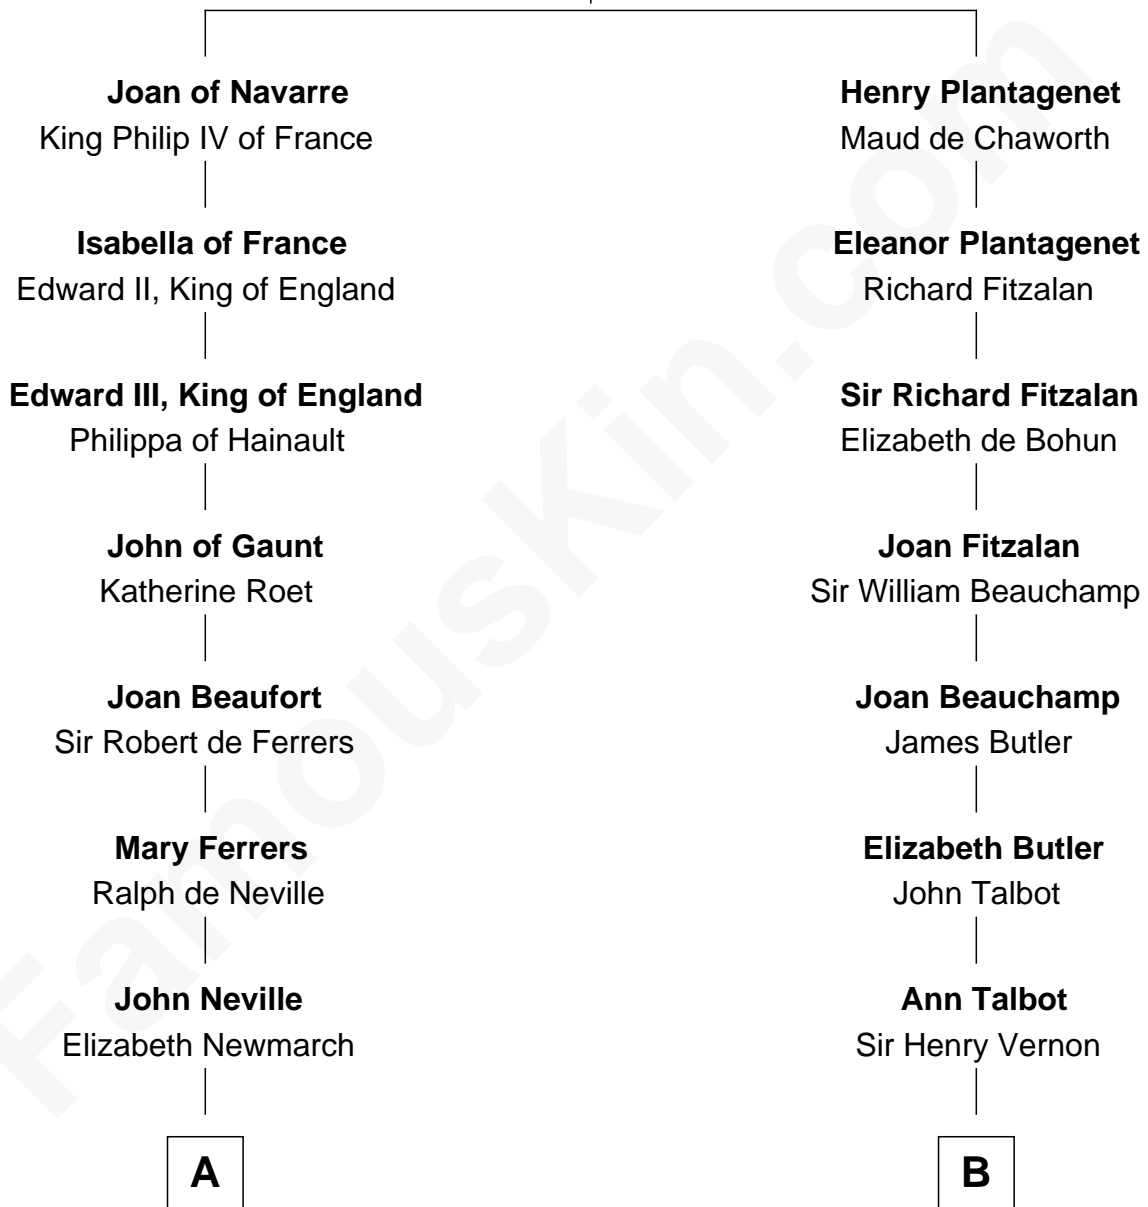 Joan of Navarre
King Philip IV of France
Isabella of France
Edward II, King of England
Edward III, King of England
Philippa of Hainault
John of Gaunt
Katherine Roet
Joan Beaufort
Sir Robert de Ferrers
Mary Ferrers
Ralph de Neville
John Neville
Elizabeth Newmarch
A
Henry Plantagenet
Maud de Chaworth
Eleanor Plantagenet
Richard Fitzalan
Sir Richard Fitzalan
Elizabeth de Bohun
Joan Fitzalan
Sir William Beauchamp
Joan Beauchamp
James Butler
Elizabeth Butler
John Talbot
Ann Talbot
Sir Henry Vernon
B
FamousKin.com